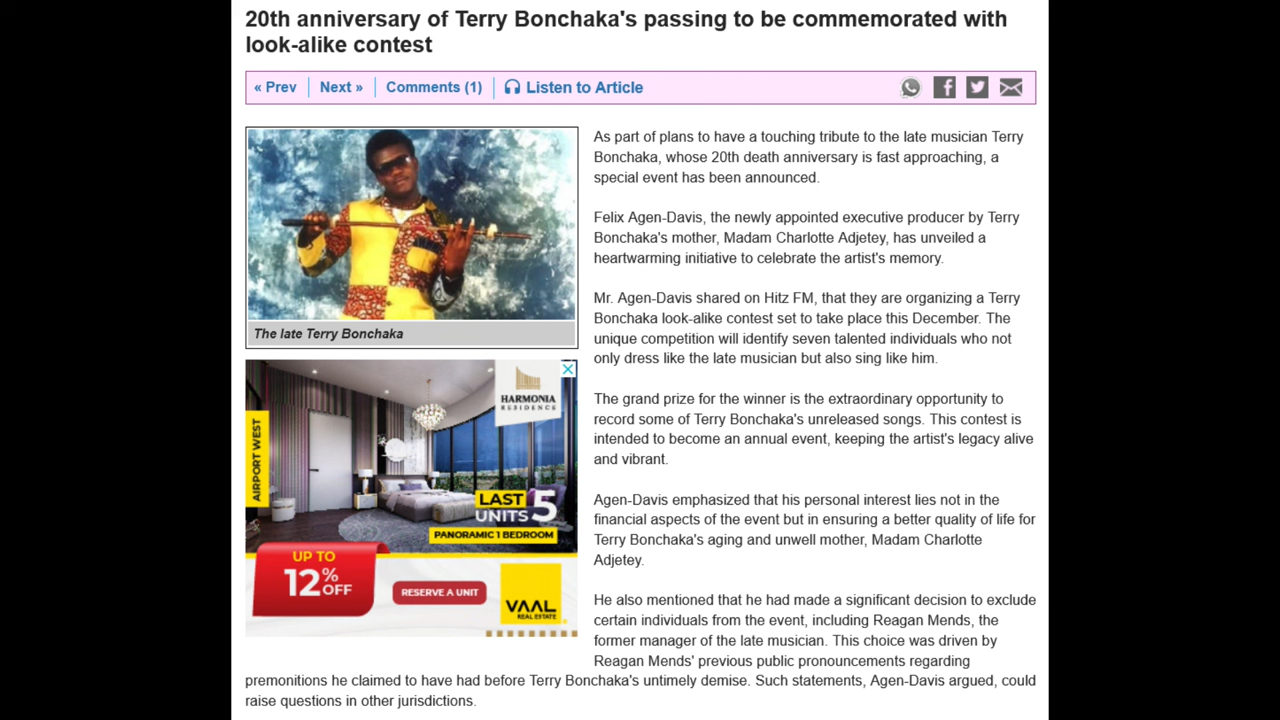 20th anniversary of Terry Bonchaka's passing to be commemorated with
look-alike contest
« Prev
Next »
Comments (1)
Listen to Article
The late Terry Bonchaka
HARMONIA
RESIDENCE
AIRPORT WEST
LAST
UNITS 5
PANORAMIC 1 BEDROOM
UP TO
12% OFF
RESERVE A UNIT
VAAL
REAL ESTATE
As part of plans to have a touching tribute to the late musician Terry
Bonchaka, whose 20th death anniversary is fast approaching, a
special event has been announced.
Felix Agen-Davis, the newly appointed executive producer by Terry
Bonchaka's mother, Madam Charlotte Adjetey, has unveiled a
heartwarming initiative to celebrate the artist's memory.
Mr. Agen-Davis shared on Hitz FM, that they are organizing a Terry
Bonchaka look-alike contest set to take place this December. The
unique competition will identify seven talented individuals who not
only dress like the late musician but also sing like him.
The grand prize for the winner is the extraordinary opportunity to
record some of Terry Bonchaka's unreleased songs. This contest is
intended to become an annual event, keeping the artist's legacy alive
and vibrant.
Agen-Davis emphasized that his personal interest lies not in the
financial aspects of the event but in ensuring a better quality of life for
Terry Bonchaka's aging and unwell mother, Madam Charlotte
Adjetey.
He also mentioned that he had made a significant decision to exclude
certain individuals from the event, including Reagan Mends, the
former manager of the late musician. This choice was driven by
Reagan Mends' previous public pronouncements regarding
premonitions he claimed to have had before Terry Bonchaka's untimely demise. Such statements, Agen-Davis argued, could
raise questions in other jurisdictions.